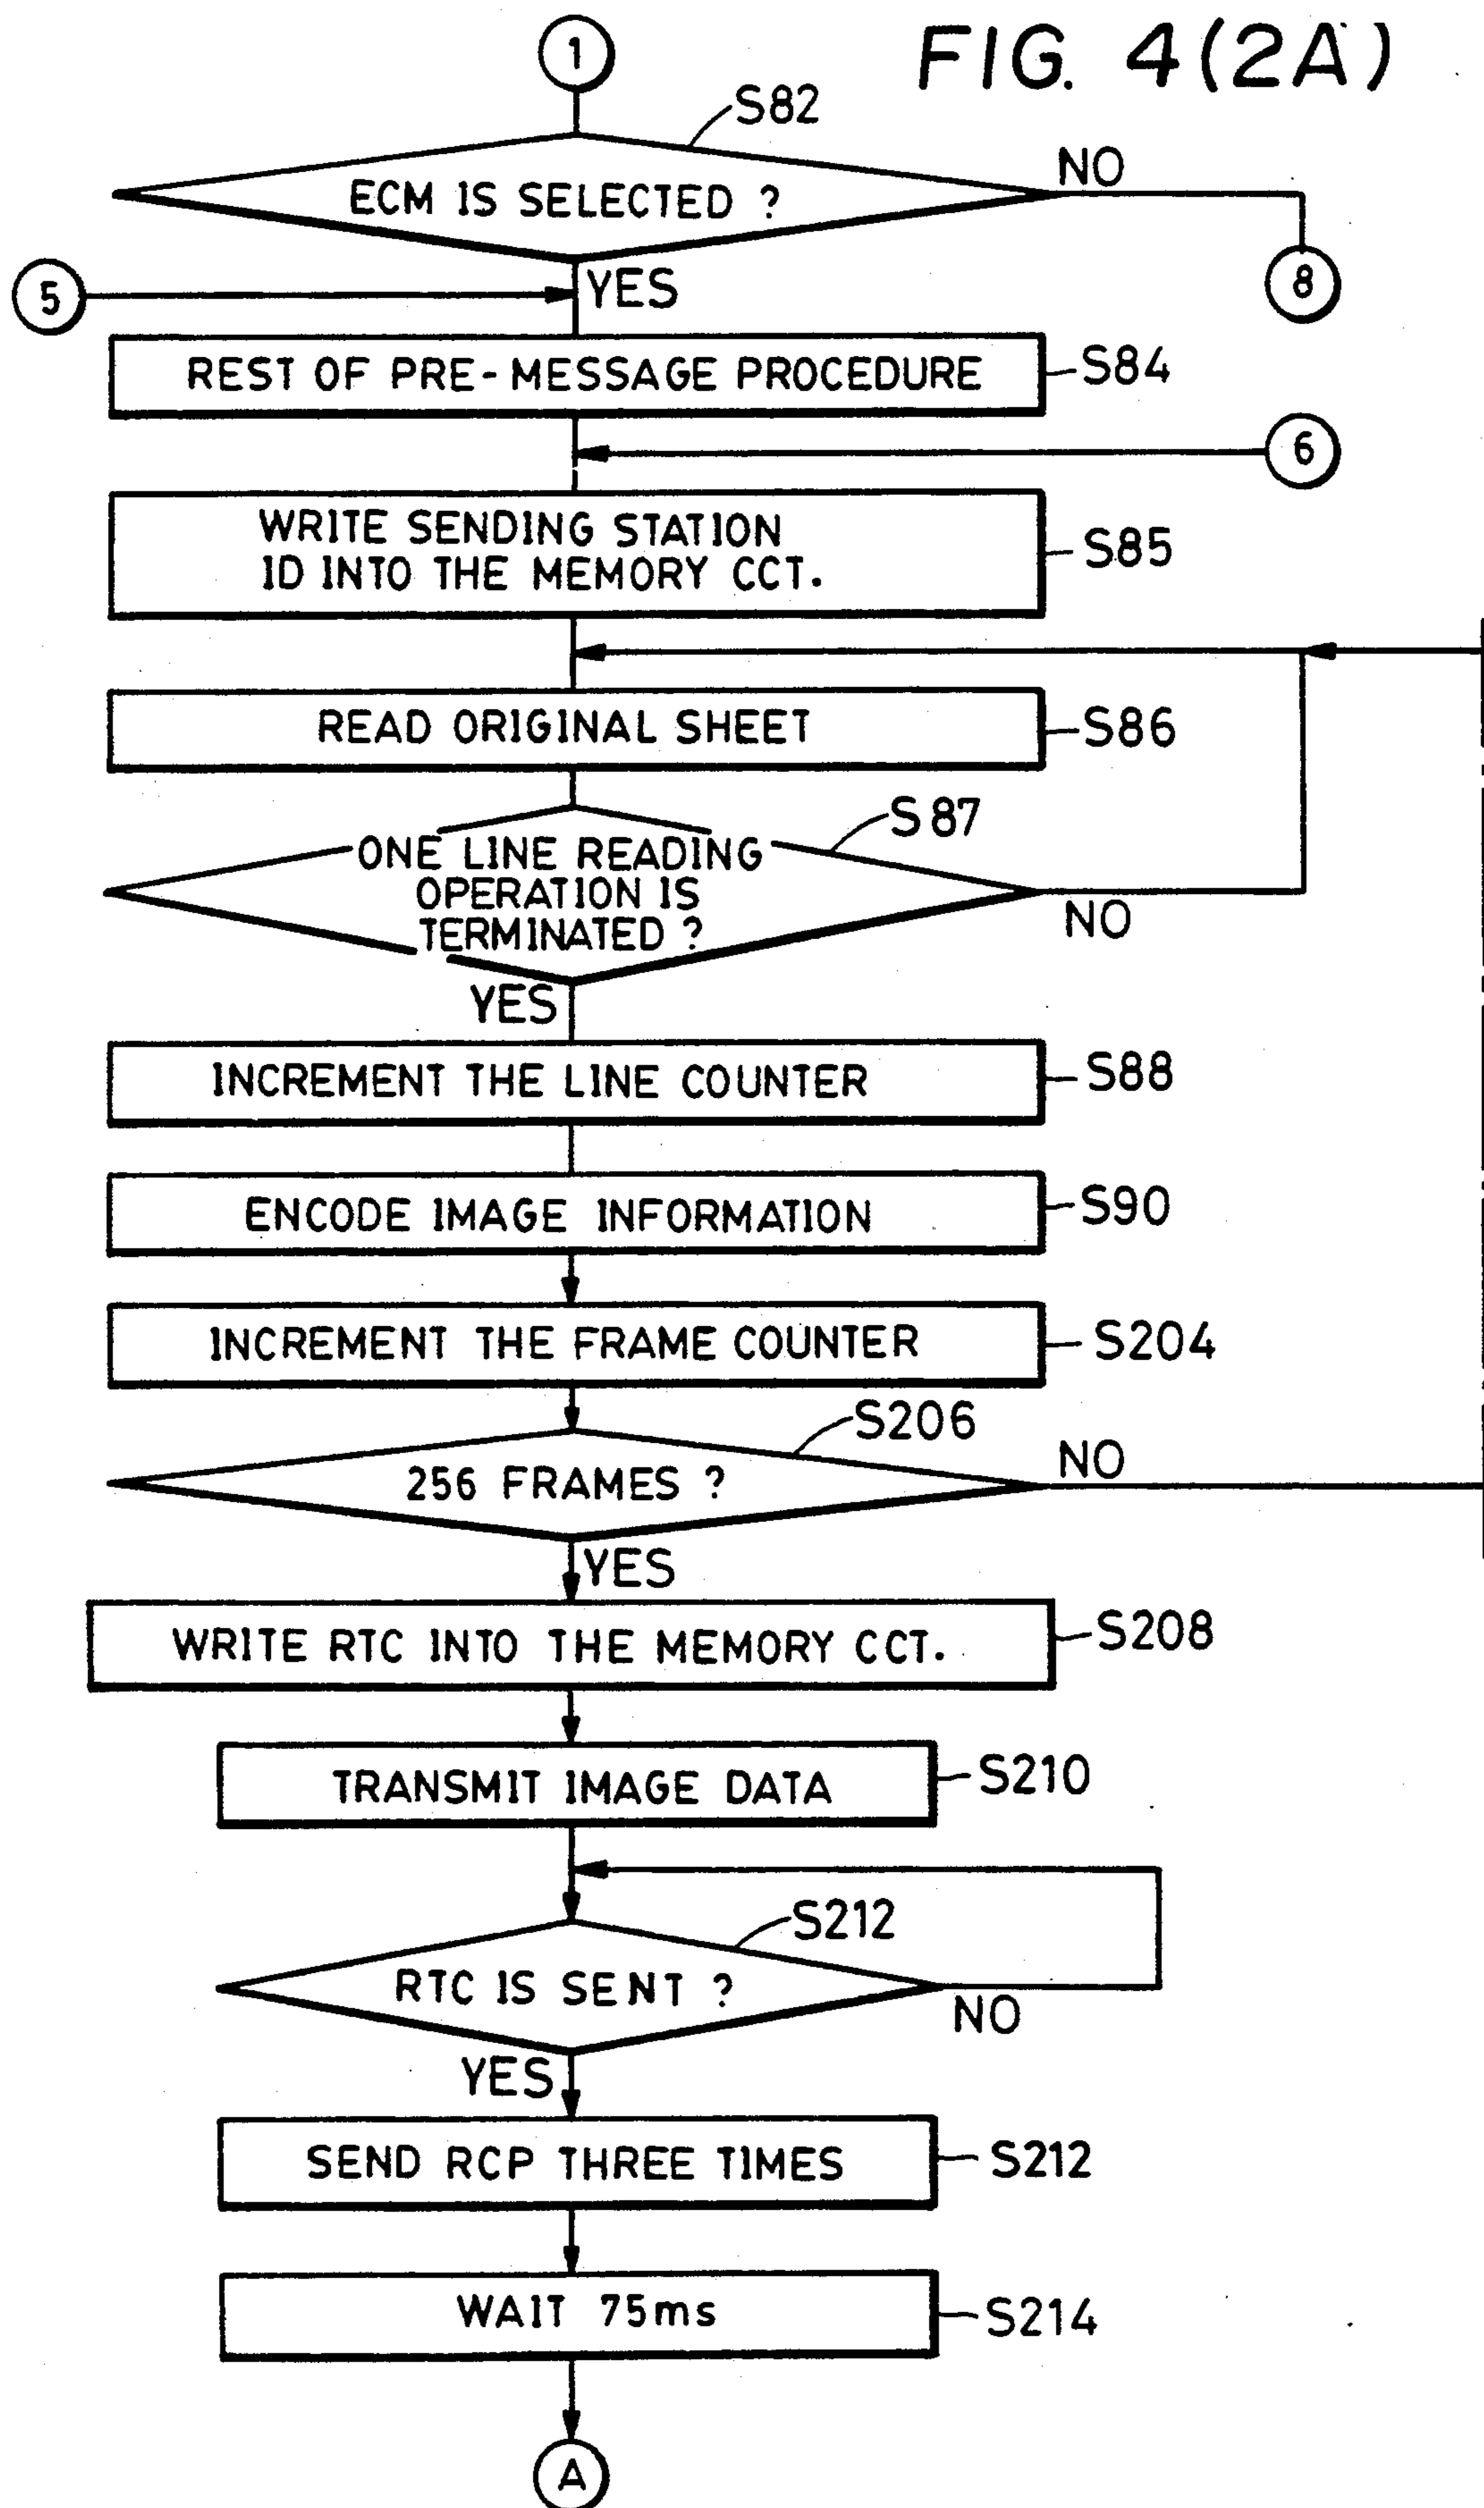 FIG. 4(2A)
1
S82
ECM IS SELECTED ?
NO
8
5
YES
REST OF PRE-MESSAGE PROCEDURE
S84
6
WRITE SENDING STATION
ID INTO THE MEMORY CCT.
S85
READ ORIGINAL SHEET
S86
S87
ONE LINE READING
OPERATION IS
TERMINATED ?
NO
YES
INCREMENT THE LINE COUNTER
S88
ENCODE IMAGE INFORMATION
S90
INCREMENT THE FRAME COUNTER
S204
S206
256 FRAMES ?
NO
YES
WRITE RTC INTO THE MEMORY CCT.
S208
TRANSMIT IMAGE DATA
S210
S212
RTC IS SENT ?
NO
YES
SEND RCP THREE TIMES
S212
WAIT 75ms
S214
A